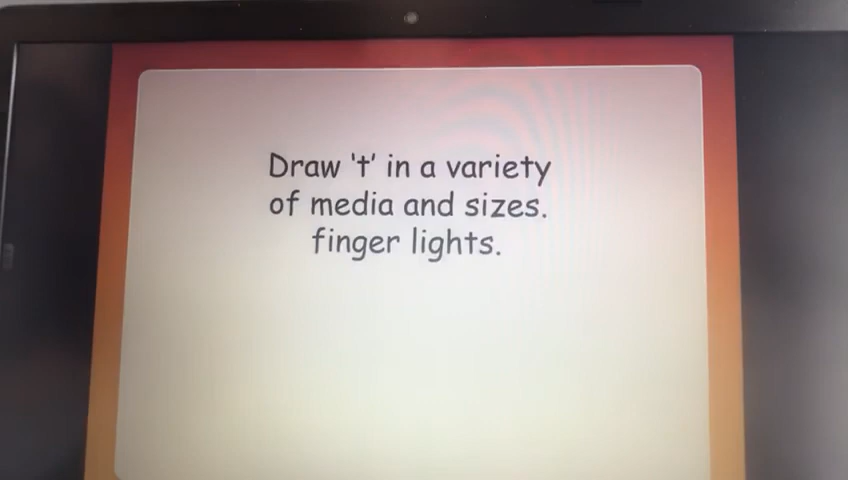 Draw 't' in a variety
of media and sizes.
finger lights.